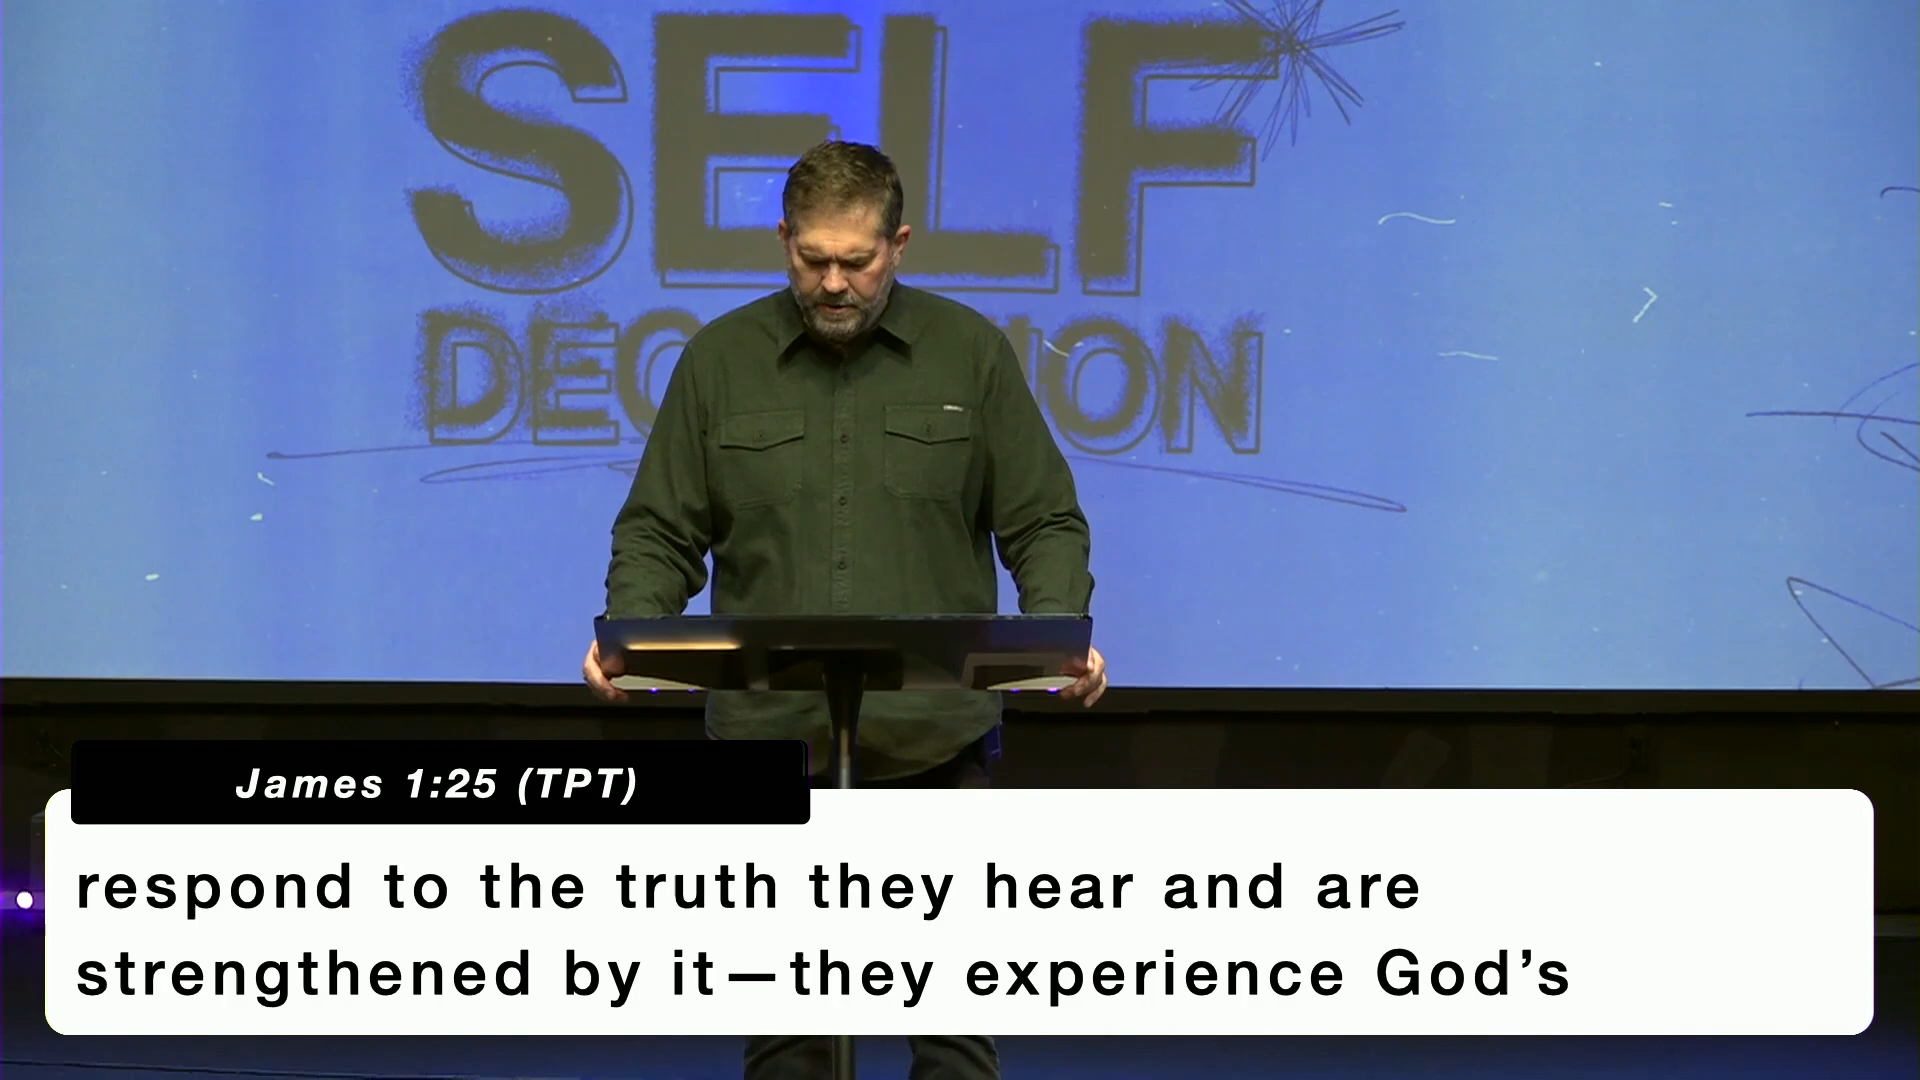 SELF
James 1:25 (TPT)
respond to the truth they hear and are
strengthened by it—they experience God’s